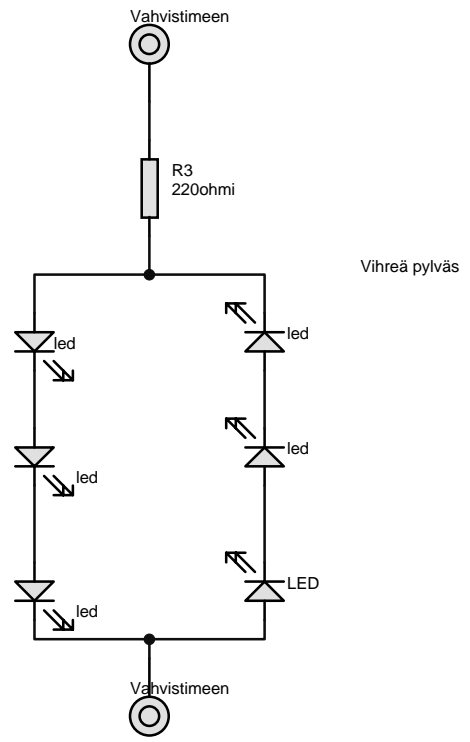 Vahvistimeen
R3
220ohmi
Vihreä pylväs
led
led
led
led
led
LED
Vahvistimeen